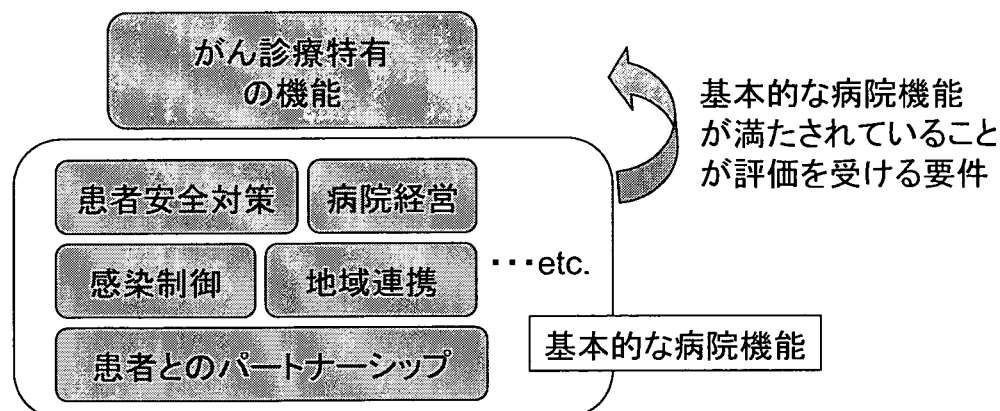 がん診療特有
の機能
基本的な病院機能
が満たされていること
が評価を受ける要件
患者安全対策
病院経営
感染制御
地域連携
・・・etc.
患者とのパートナーシップ
基本的な病院機能